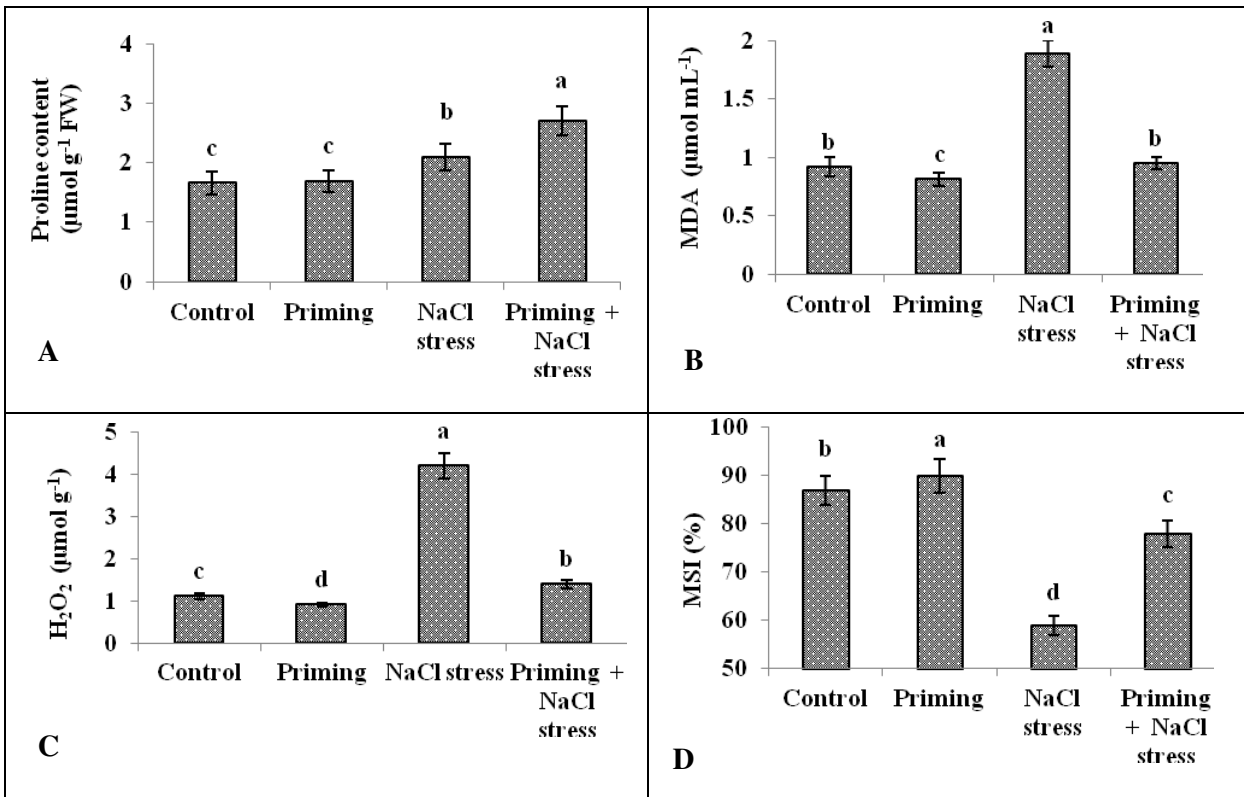 Proline content
(µmol g-1 FW)
4
3
2
1
0
c
c
b
a
Control
Priming
NaCl
stress
Priming +
NaCl
stress
A
MDA (µmol mL-1)
2
1.5
1
0.5
0
b
c
a
b
Control
Priming
NaCl
stress
Priming
+ NaCl
stress
B
H2O2 (µmol g-1)
5
4
3
2
1
0
c
d
a
b
Control
Priming
NaCl stress
Priming +
NaCl
stress
C
MSI (%)
100
90
80
70
60
50
b
a
d
c
Control
Priming
NaCl
stress
Priming
+ NaCl
stress
D